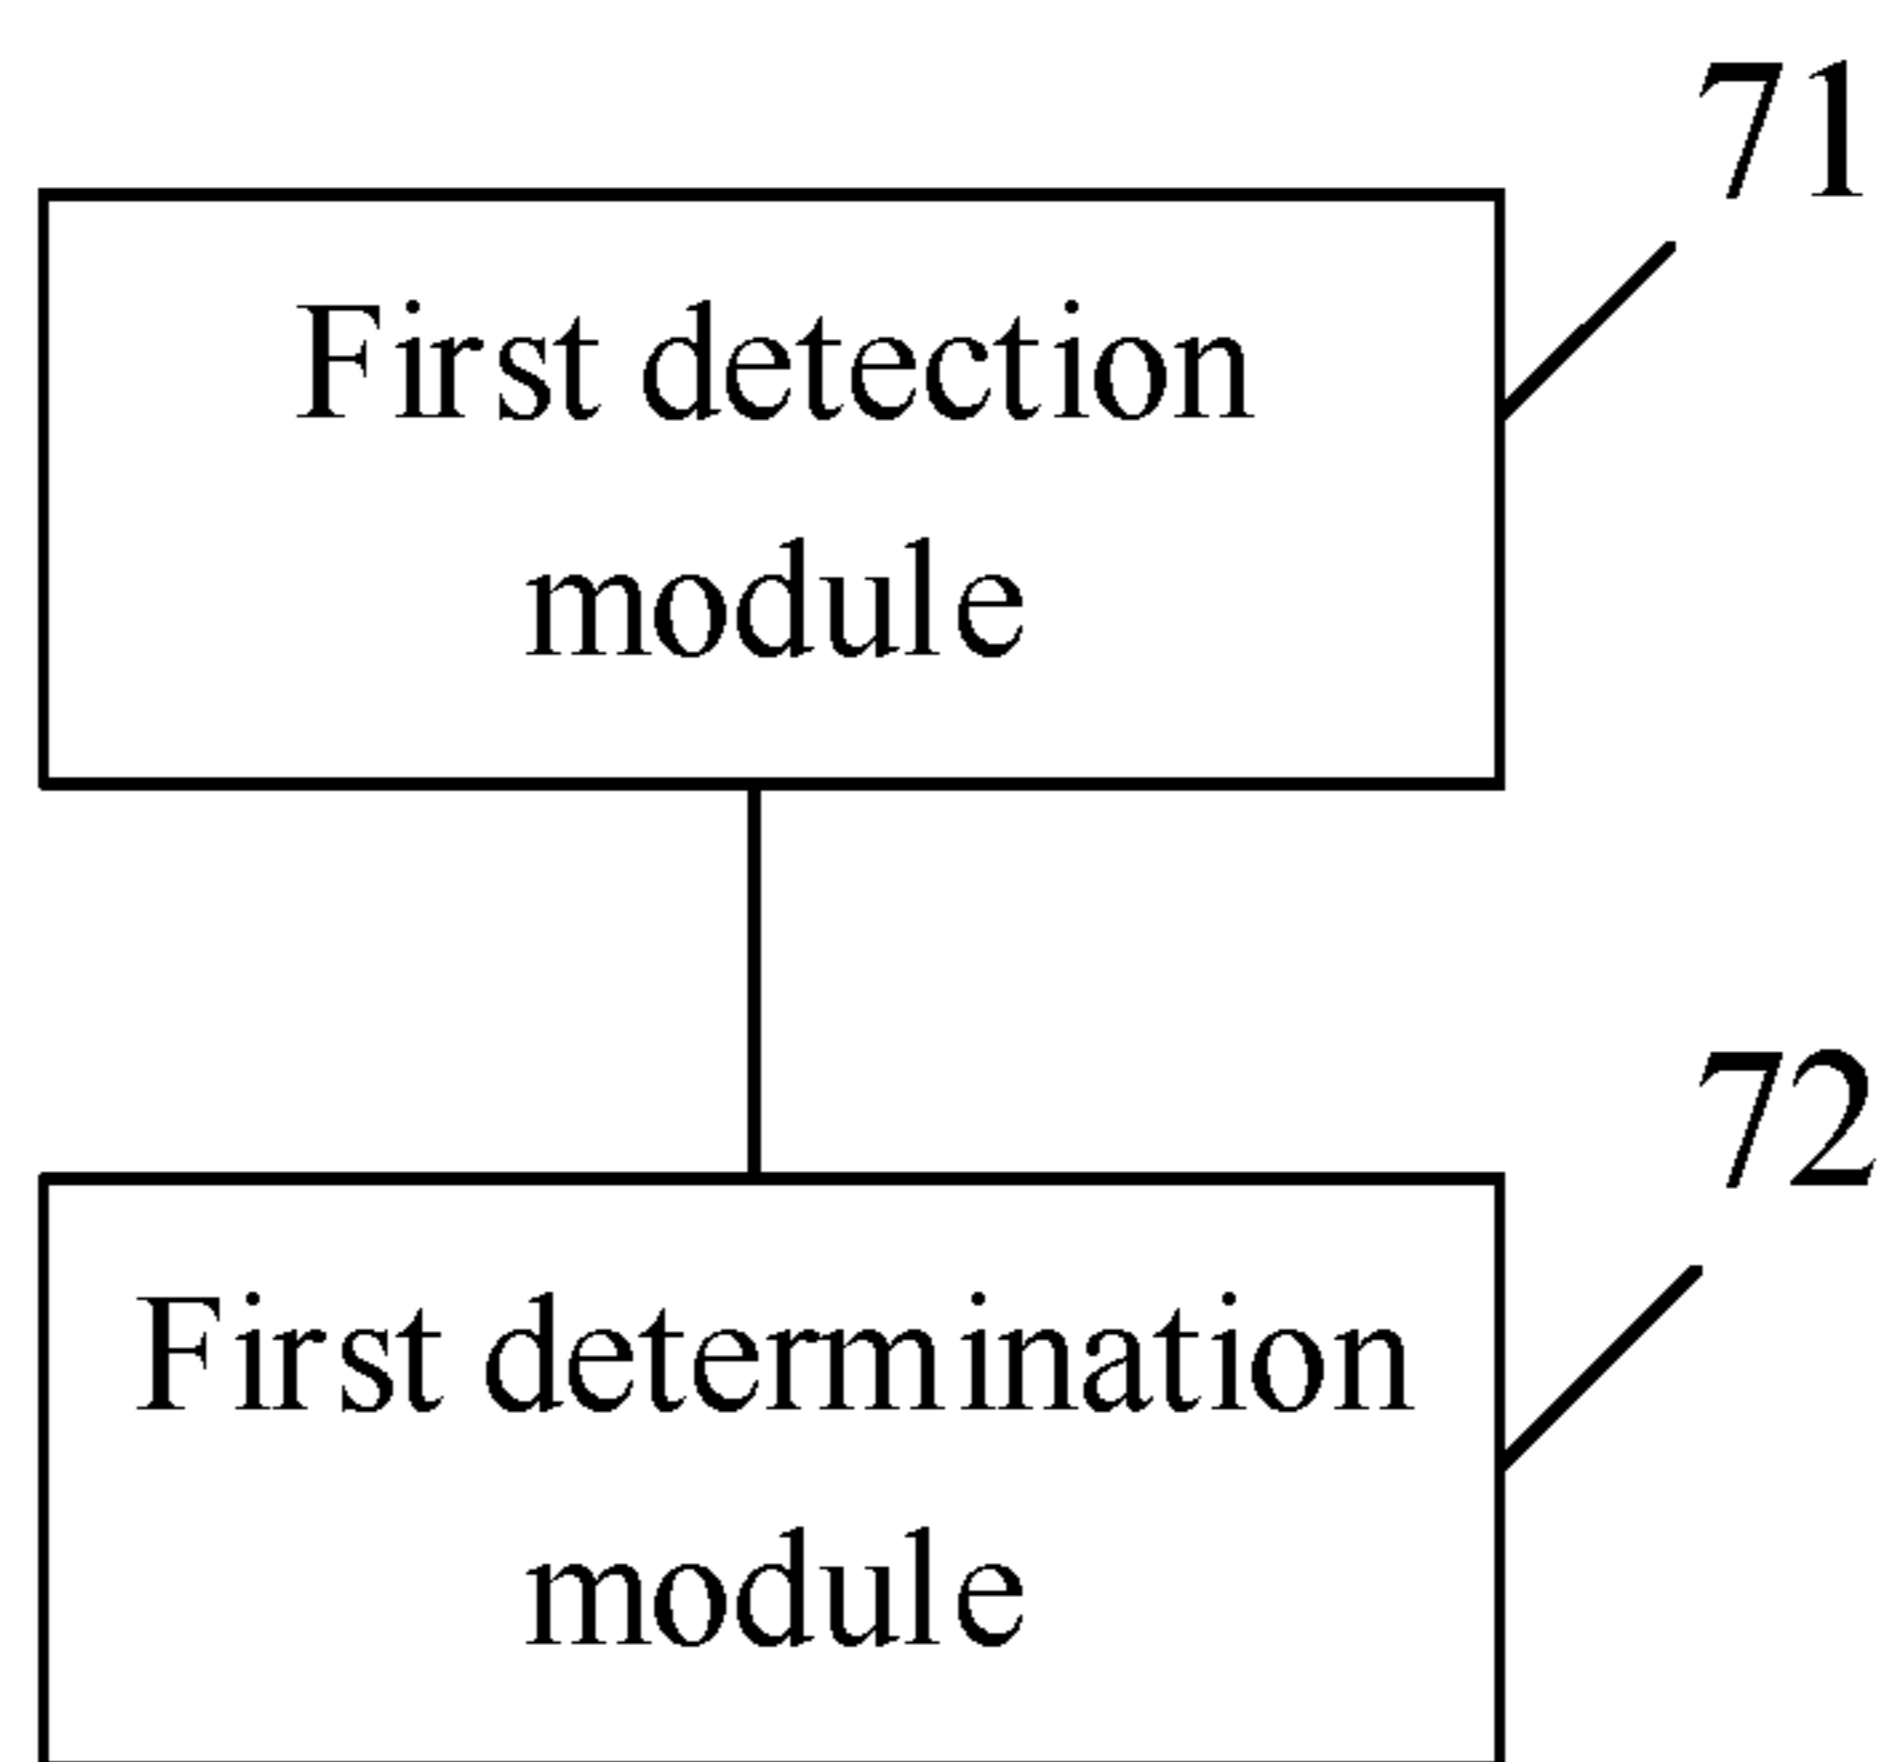 71
First detection
module
72
First determination
module